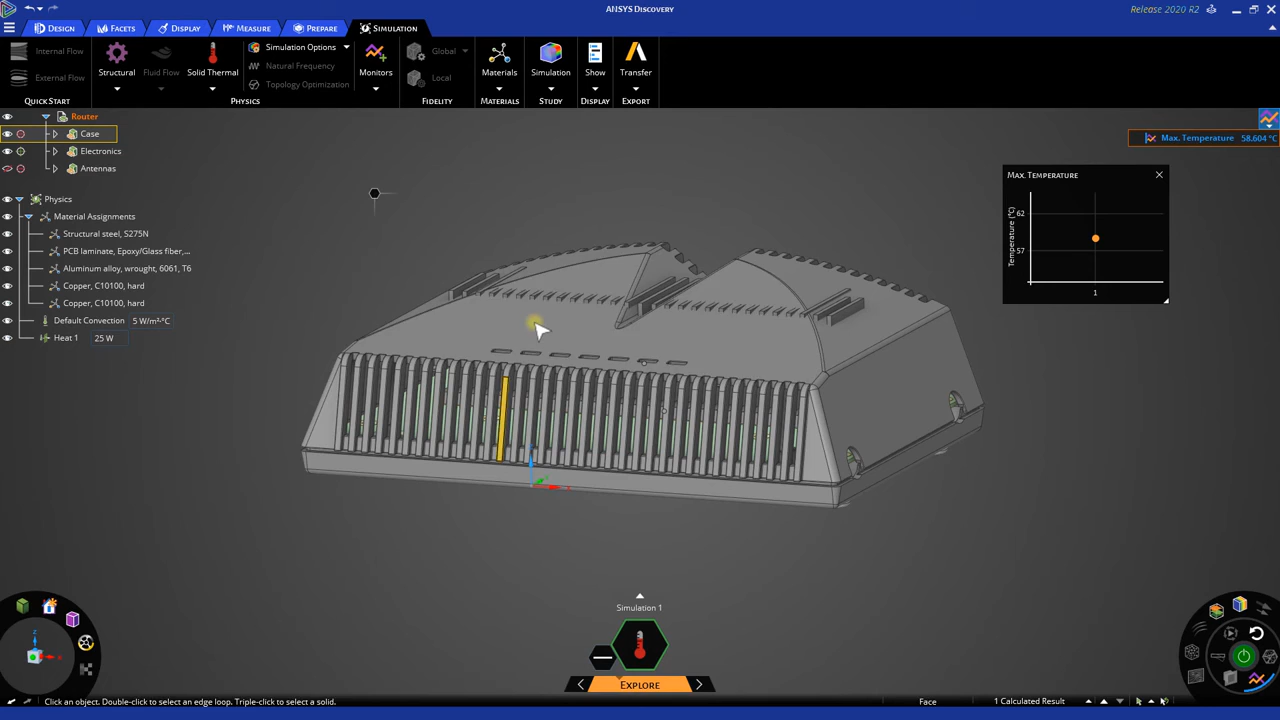 ANSYS Discovery
Release 2020 R2
Design
Facets
Display
Measure
Prepare
Simulation
Internal Flow
External Flow
Quick Start
Structural
Fluid Flow
Solid Thermal
Simulation Options
Natural Frequency
Topology Optimization
Physics
Monitors
Global
Local
Fidelity
Materials
Materials
Simulation
Study
Show
Display
Transfer
Export
Router
Case
Electronics
Antennas
Physics
Material Assignments
Structural steel, S275N
PCB laminate, Epoxy/Glass fiber,...
Aluminum alloy, wrought, 6061, T6
Copper, C10100, hard
Copper, C10100, hard
Default Convection 5 W/m²·°C
Heat 1 25 W
Max. Temperature 58.604 °C
Max. Temperature
Temperature (°C)
62
57
1
Z
X
Simulation 1
Explore
Click an object. Double-click to select an edge loop. Triple-click to select a solid.
Face
1 Calculated Result